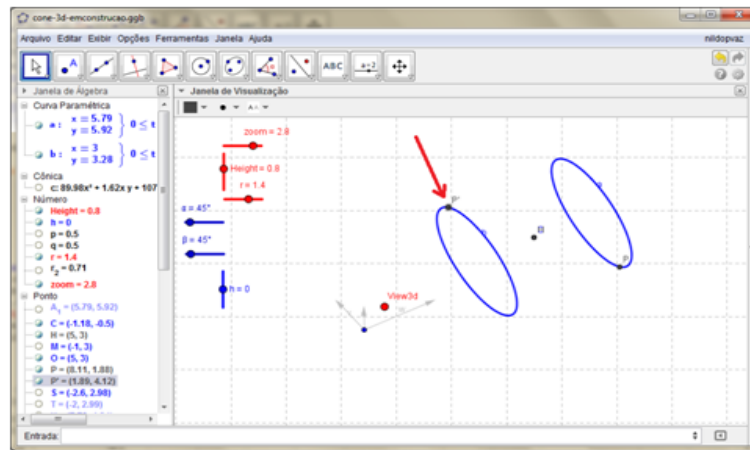 cone-3d-emconstrucao.ggb
Arquivo Editar Exibir Opções Ferramentas Janela Ajuda
nildopvaz
A
ABC
a=2
Janela de Álgebra
Janela de Visualização
Curva Paramétrica
a: x = 5.79 } 0 ≤ t
y = 5.92
b: x = 3 } 0 ≤ t
y = 3.28
Cônica
c: 89.98x² + 1.62x y + 107
Número
Height = 0.8
h = 0
p = 0.5
q = 0.5
r = 1.4
r₂ = 0.71
zoom = 2.8
Ponto
A₁ = (5.79, 5.92)
C = (-1.18, -0.5)
H = (5, 3)
M = (-1, 3)
O = (5, 3)
P = (8.11, 1.88)
P' = (1.89, 4.12)
S = (-2.6, 2.98)
T = (-2, 2.99)
zoom = 2.8
Height = 0.8
r = 1.4
α = 45°
β = 45°
h = 0
View3d
P'
P
Entrada: